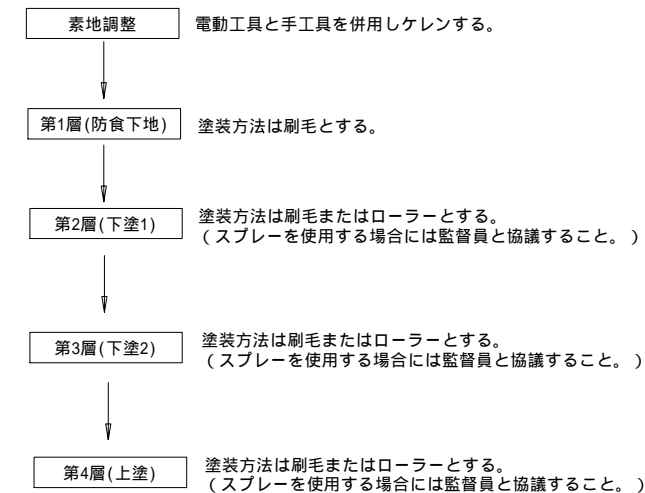 素地調整 電動工具と手工具を併用しケレンする。
第1層(防食下地) 塗装方法は刷毛とする。
第2層(下塗1) 塗装方法は刷毛またはローラーとする。
(スプレーを使用する場合には監督員と協議すること。)
第3層(下塗2) 塗装方法は刷毛またはローラーとする。
(スプレーを使用する場合には監督員と協議すること。)
第4層(上塗) 塗装方法は刷毛またはローラーとする。
(スプレーを使用する場合には監督員と協議すること。)